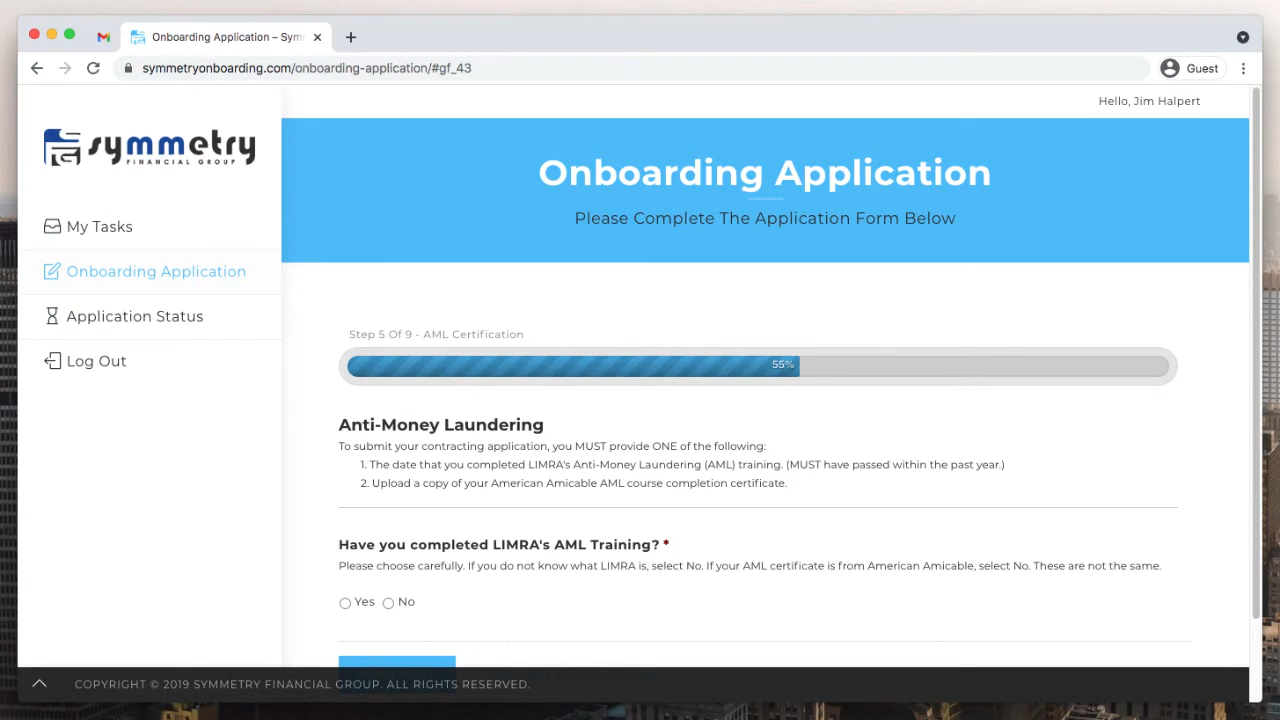 Onboarding Application – Sym
symmetryonboarding.com/onboarding-application/#gf_43
Guest
Hello, Jim Halpert
symmetry
FINANCIAL GROUP
My Tasks
Onboarding Application
Application Status
Log Out
Onboarding Application
Please Complete The Application Form Below
Step 5 Of 9 - AML Certification
55%
Anti-Money Laundering
To submit your contracting application, you MUST provide ONE of the following:
1. The date that you completed LIMRA's Anti-Money Laundering (AML) training. (MUST have passed within the past year.)
2. Upload a copy of your American Amicable AML course completion certificate.
Have you completed LIMRA's AML Training? *
Please choose carefully. If you do not know what LIMRA is, select No. If your AML certificate is from American Amicable, select No. These are not the same.
Yes No
COPYRIGHT © 2019 SYMMETRY FINANCIAL GROUP. ALL RIGHTS RESERVED.